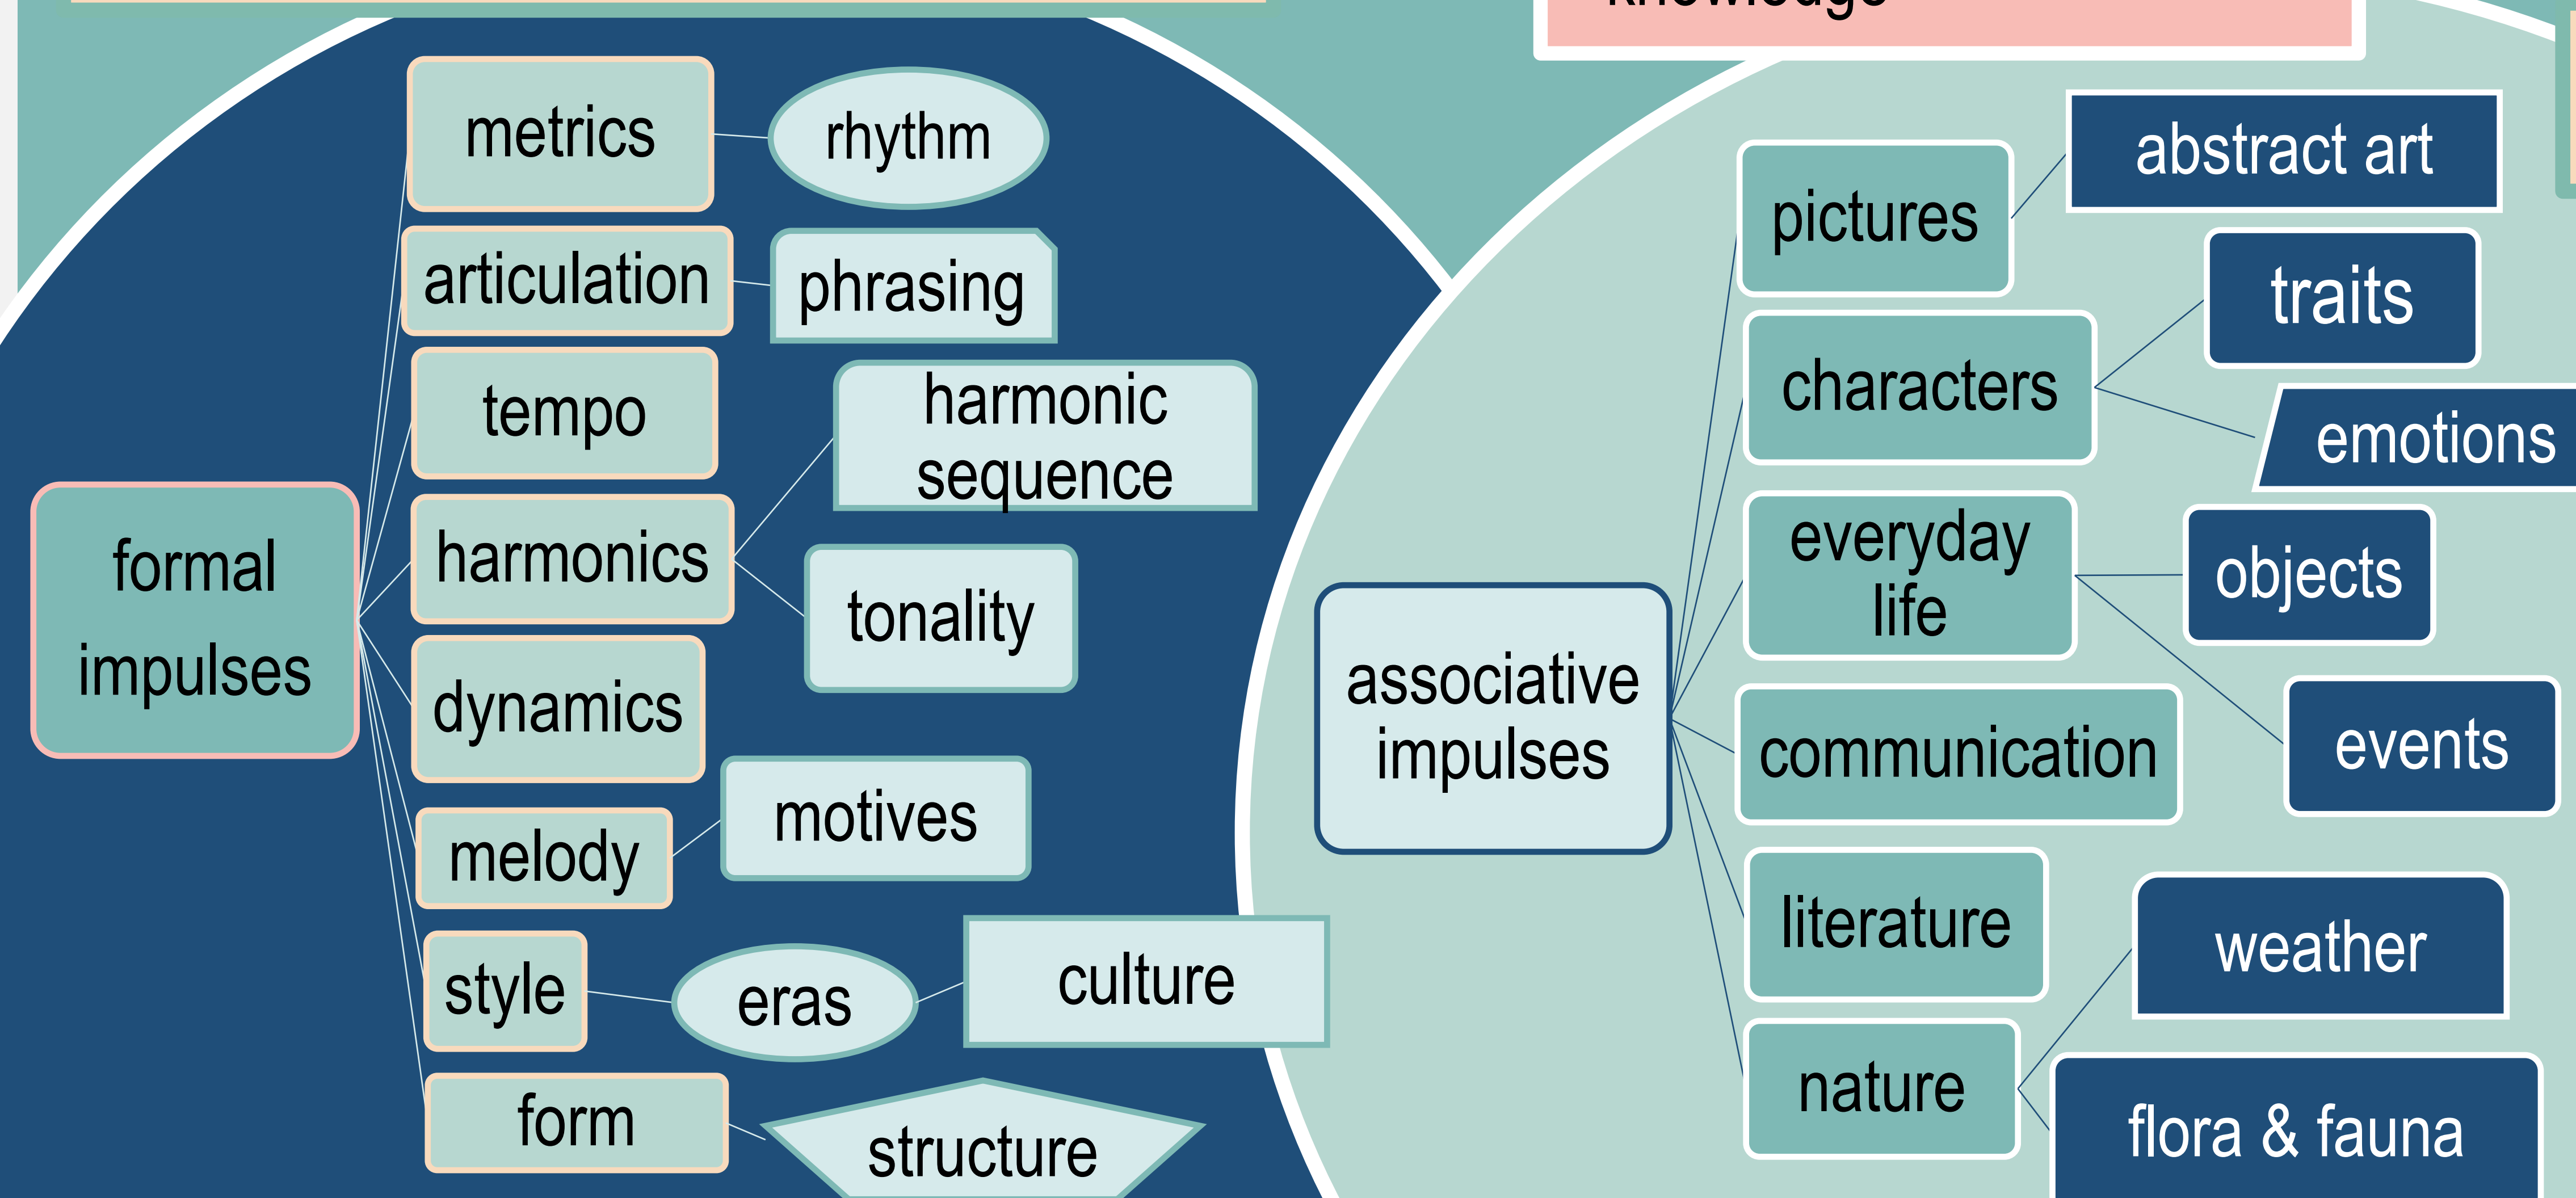 knowledge
formal
impulses
metrics
rhythm
articulation
phrasing
tempo
harmonics
harmonic
sequence
tonality
dynamics
melody
motives
style
eras
culture
form
structure
associative
impulses
pictures
abstract art
characters
traits
emotions
everyday
life
objects
events
communication
literature
nature
weather
flora & fauna